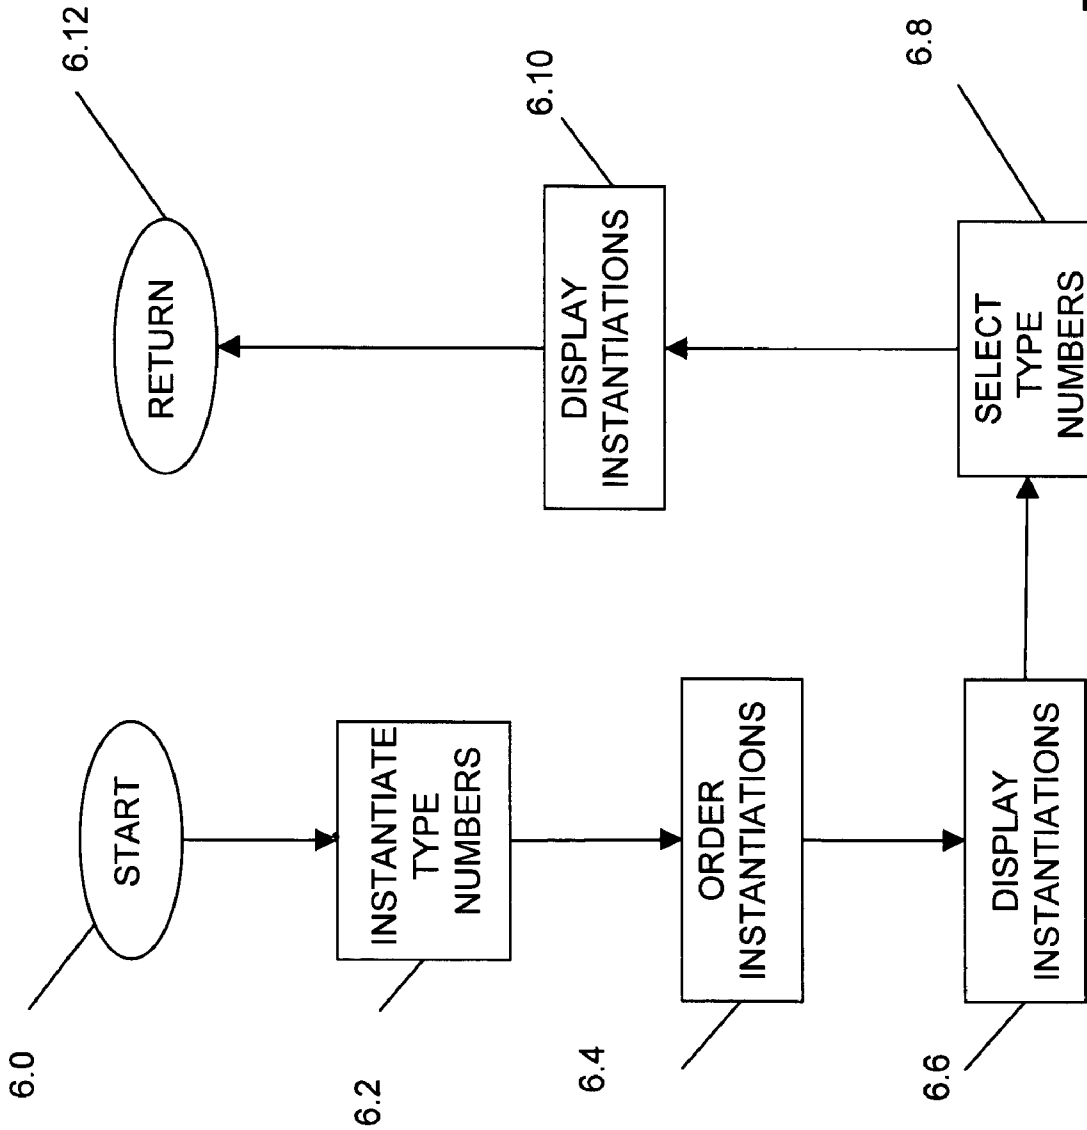 6.0
START
6.2
INSTANTIATE
TYPE
NUMBERS
6.4
ORDER
INSTANTIATIONS
6.6
DISPLAY
INSTANTIATIONS
6.8
SELECT
TYPE
NUMBERS
6.10
DISPLAY
INSTANTIATIONS
6.12
RETURN